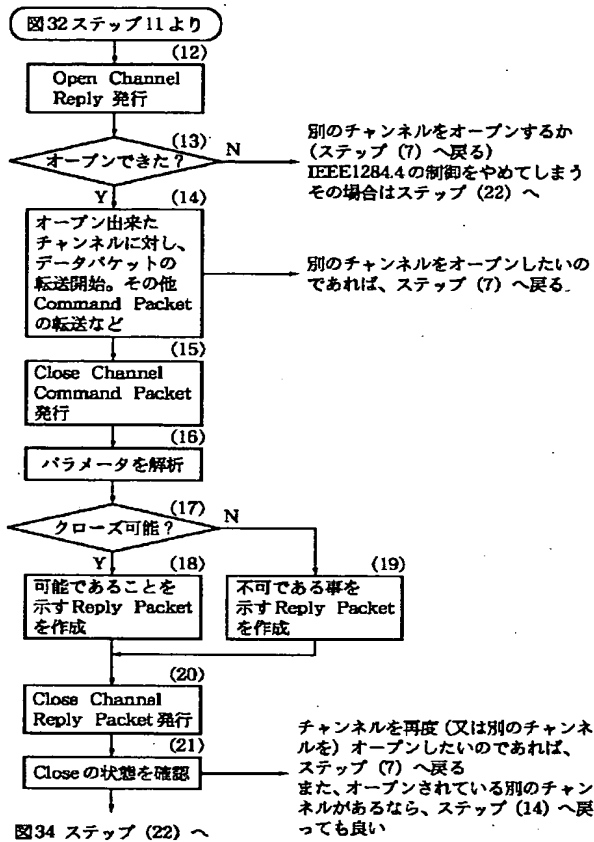 図32 ステップ11より
(12)
Open Channel
Reply 発行
(13)
オープンできた?
N
別のチャンネルをオープンするか
(ステップ (7) へ戻る)
IEEE1284.4の制御をやめてしまう
その場合はステップ (22) へ
Y
(14)
オープン出来た
チャンネルに対し、
データパケットの
転送開始。その他
Command Packet
の転送など
別のチャンネルをオープンしたいの
であれば、ステップ (7) へ戻る。
(15)
Close Channel
Command Packet
発行
(16)
パラメータを解析
(17)
クローズ可能?
N
Y
(18)
可能であることを
示すReply Packet
を作成
(19)
不可である事を
示すReply Packet
を作成
(20)
Close Channel
Reply Packet 発行
(21)
Closeの状態を確認
チャンネルを再度 (又は別のチャンネ
ルを) オープンしたいのであれば、
ステップ (7) へ戻る
また、オープンされている別のチャン
ネルがあるなら、ステップ (14) へ戻
っても良い
図34 ステップ (22) へ